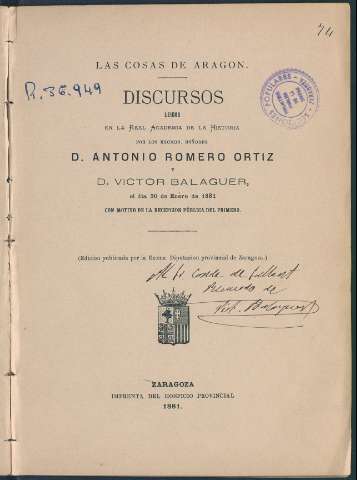 74
LAS COSAS DE ARAGON.
R. 36.949
DISCURSOS
LEIDOS
EN LA REAL ACADEMIA DE LA HISTORIA
POR LOS EXCMOS. SEÑORES
D. ANTONIO ROMERO ORTIZ
Y
D. VICTOR BALAGUER,
el dia 30 de Enero de 1881
CON MOTIVO DE LA RECEPCION PÚBLICA DEL PRIMERO.
(Edicion publicada por la Excma. Diputacion provincial de Zaragoza.)
Al Sr Conde de
Recuerdo de
Vict. Balaguer
ZARAGOZA
IMPRENTA DEL HOSPICIO PROVINCIAL
1881.